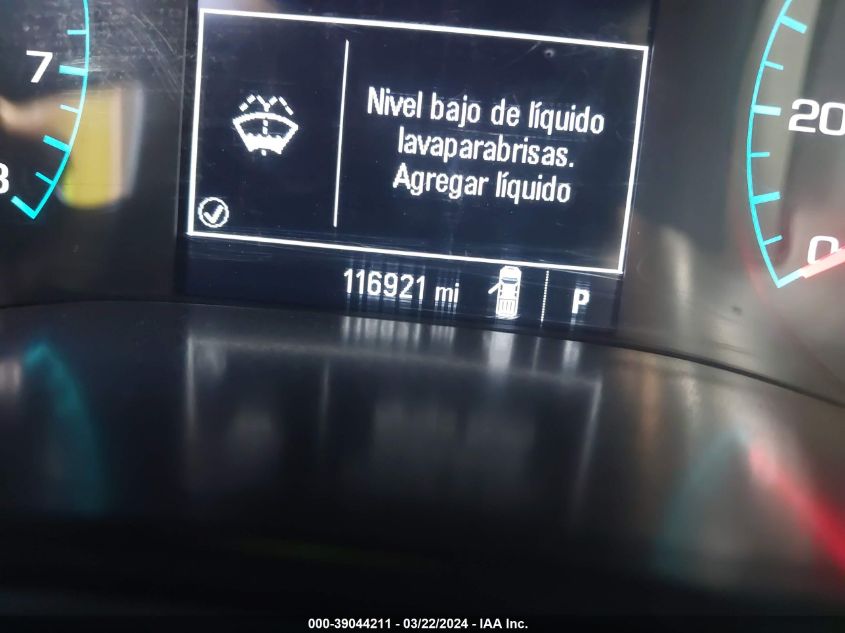 7
8
Nivel bajo de líquido
lavaparabrisas.
Agregar líquido
116921 mi
P
20
0
000-39044211 - 03/22/2024 - IAA Inc.